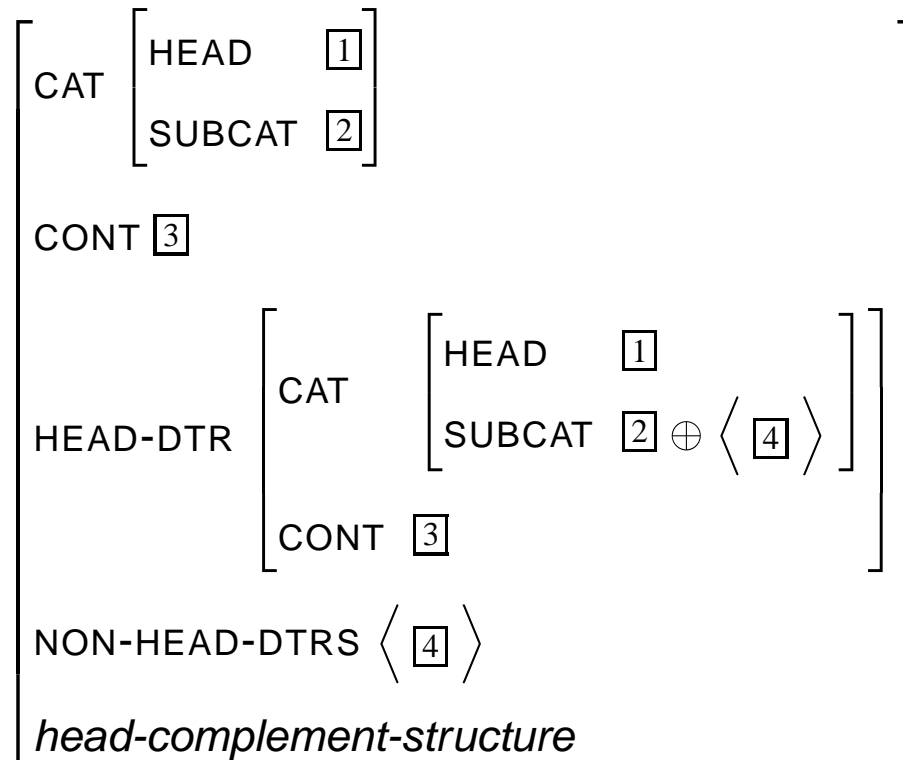 CAT [HEAD 1
SUBCAT 2]
CONT 3
HEAD-DTR [CAT [HEAD 1
SUBCAT 2 ⊕ ⟨ 4 ⟩]
CONT 3]
NON-HEAD-DTRS ⟨ 4 ⟩
head-complement-structure